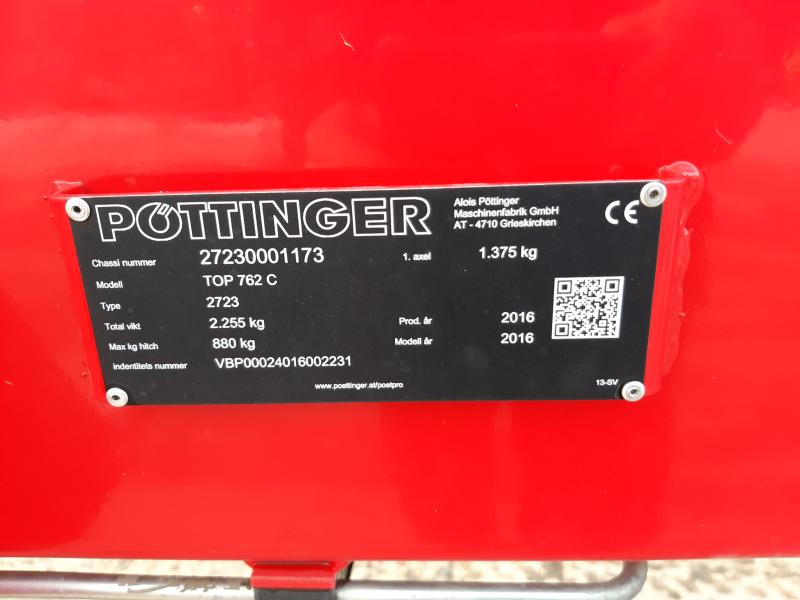 PÖTTINGER
Alois Pöttinger
Maschinenfabrik GmbH
AT - 4710 Grieskirchen
CE
Chassi nummer 27230001173 1. axel 1.375 kg
Modell TOP 762 C
Type 2723
Total vikt 2.255 kg Prod. år 2016
Max kg hitch 880 kg Modell år 2016
indentitets nummer VBP00024016002231
www.poettinger.at/poetpro
13-SV